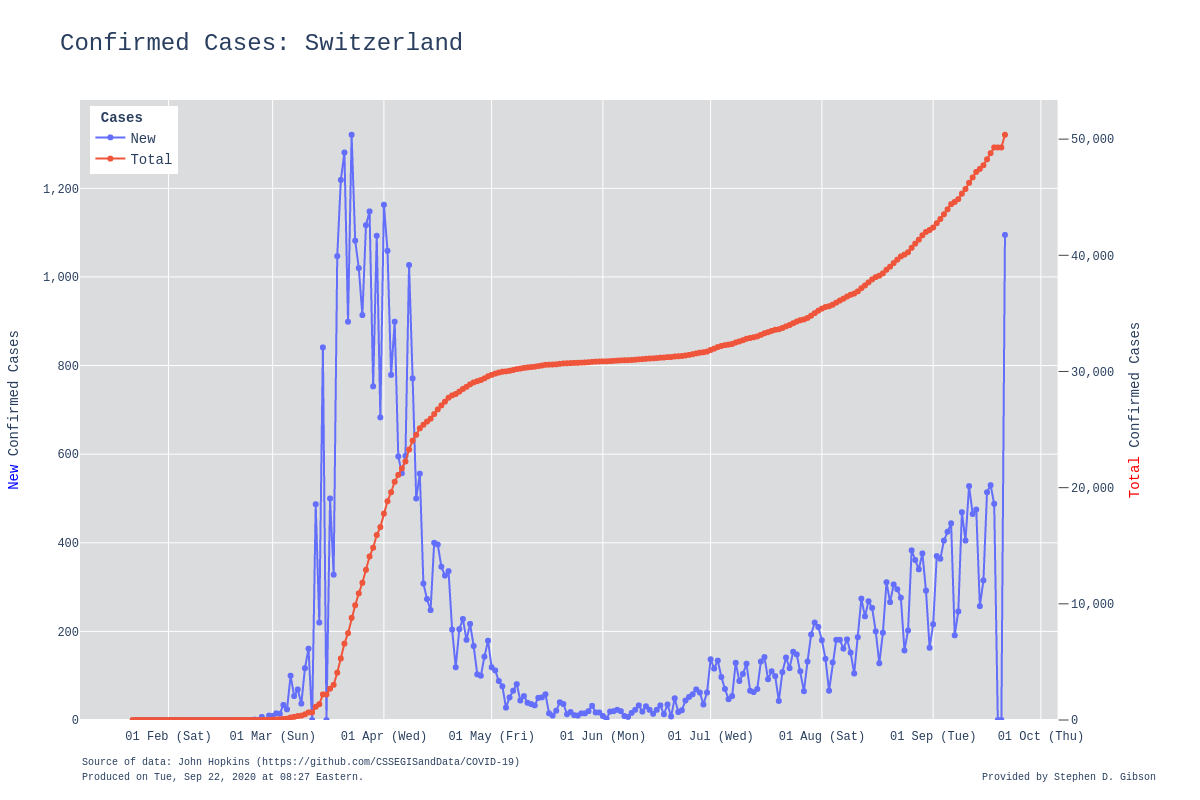 Confirmed Cases: Switzerland
Cases
New
Total
1,200
1,000
800
600
400
200
0
New Confirmed Cases
50,000
40,000
30,000
20,000
10,000
0
Total Confirmed Cases
01 Feb (Sat) 01 Mar (Sun) 01 Apr (Wed) 01 May (Fri) 01 Jun (Mon) 01 Jul (Wed) 01 Aug (Sat) 01 Sep (Tue) 01 Oct (Thu)
Source of data: John Hopkins (https://github.com/CSSEGISandData/COVID-19)
Produced on Tue, Sep 22, 2020 at 08:27 Eastern.
Provided by Stephen D. Gibson